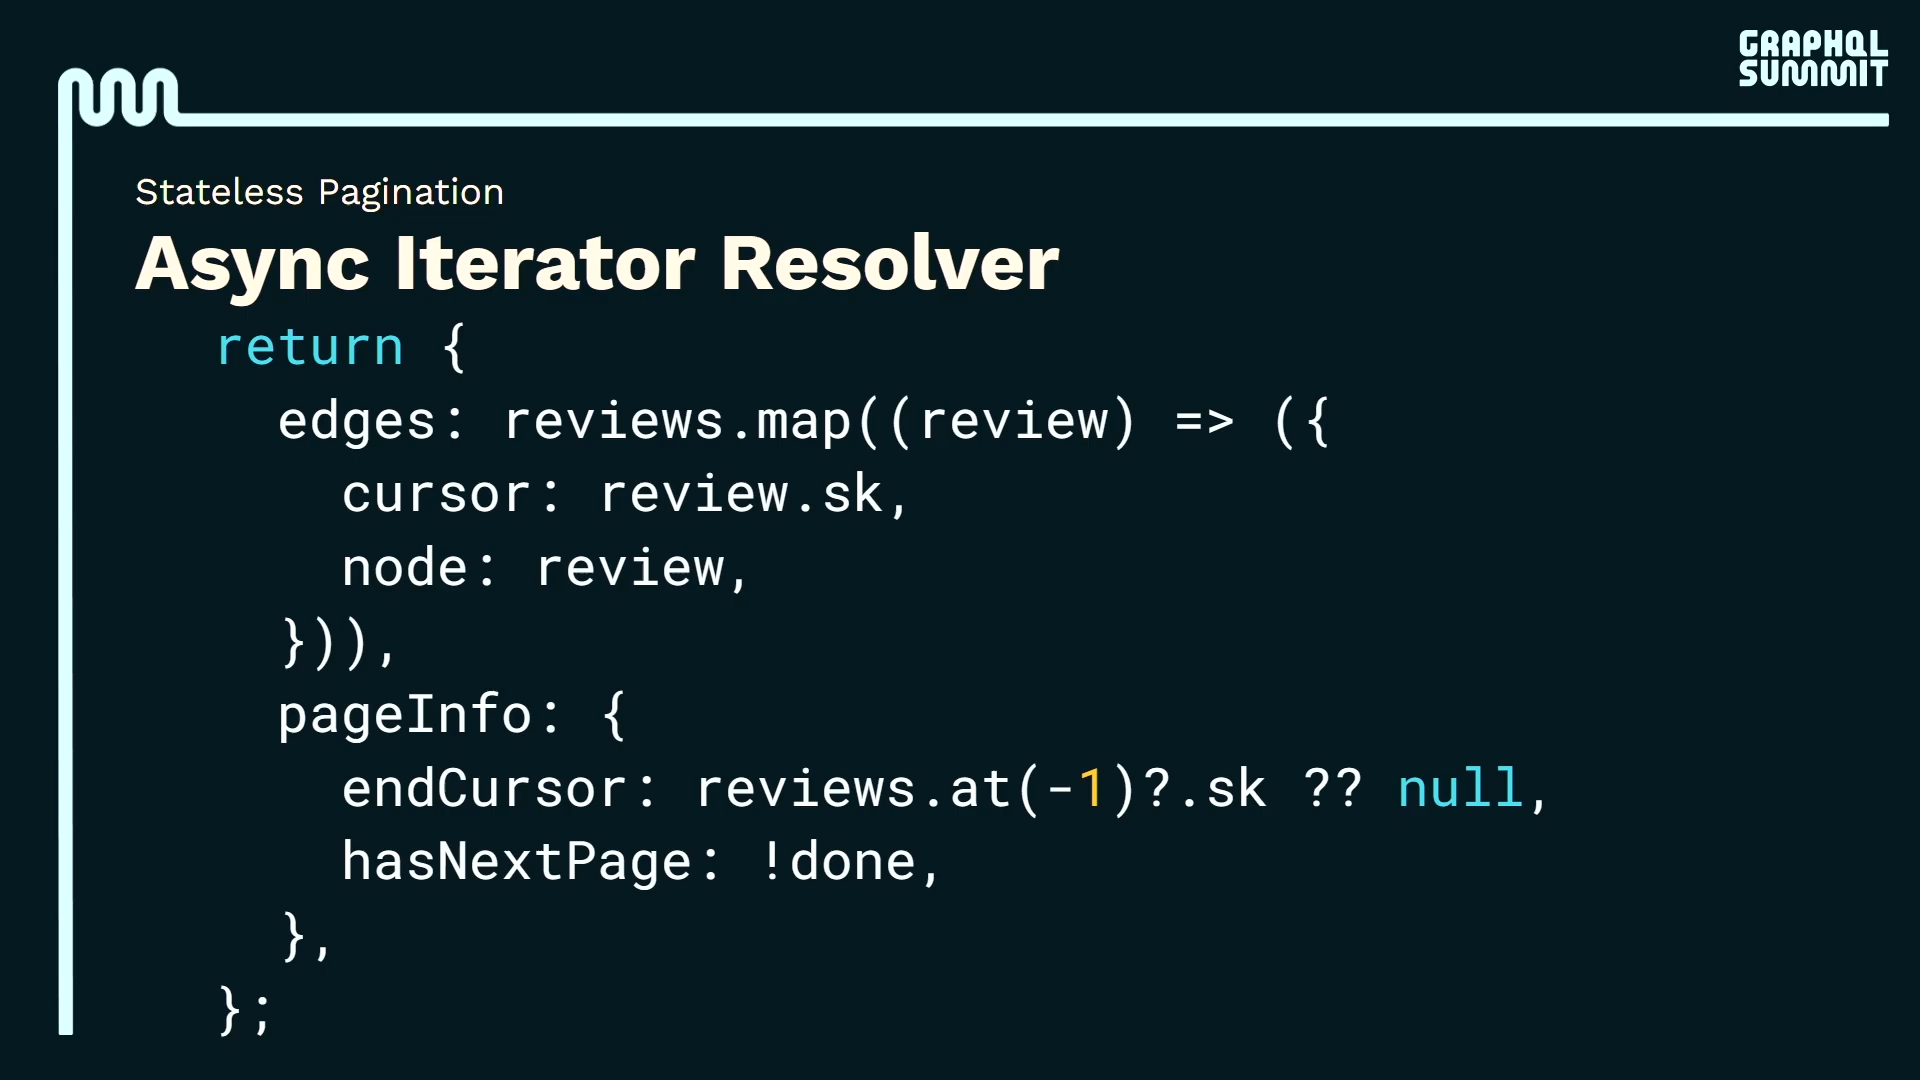 GRAPHQL
SUMMIT
Stateless Pagination
Async Iterator Resolver
return {
edges: reviews.map((review) => ({
cursor: review.sk,
node: review,
})),
pageInfo: {
endCursor: reviews.at(-1)?.sk ?? null,
hasNextPage: !done,
},
};